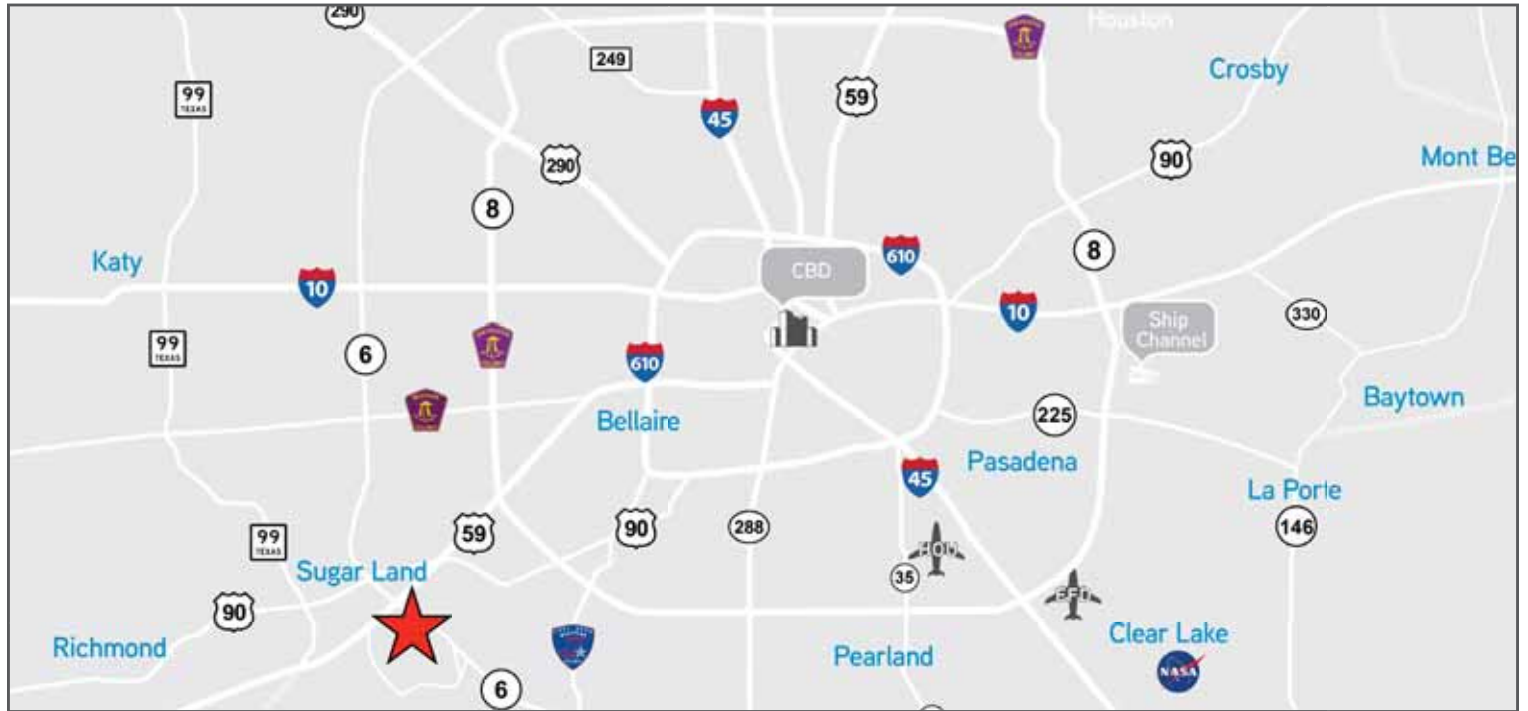 290
Houston
249
Crosby
99
TEXAS
59
45
90
290
Mont Be
8
8
610
Katy
CBD
10
10
330
Ship
Channel
99
TEXAS
6
610
Baytown
Bellaire
225
Pasadena
45
La Porte
59
90
288
146
99
TEXAS
HOU
Sugar Land
35
EFD
90
Clear Lake
Richmond
Pearland
NASA
6